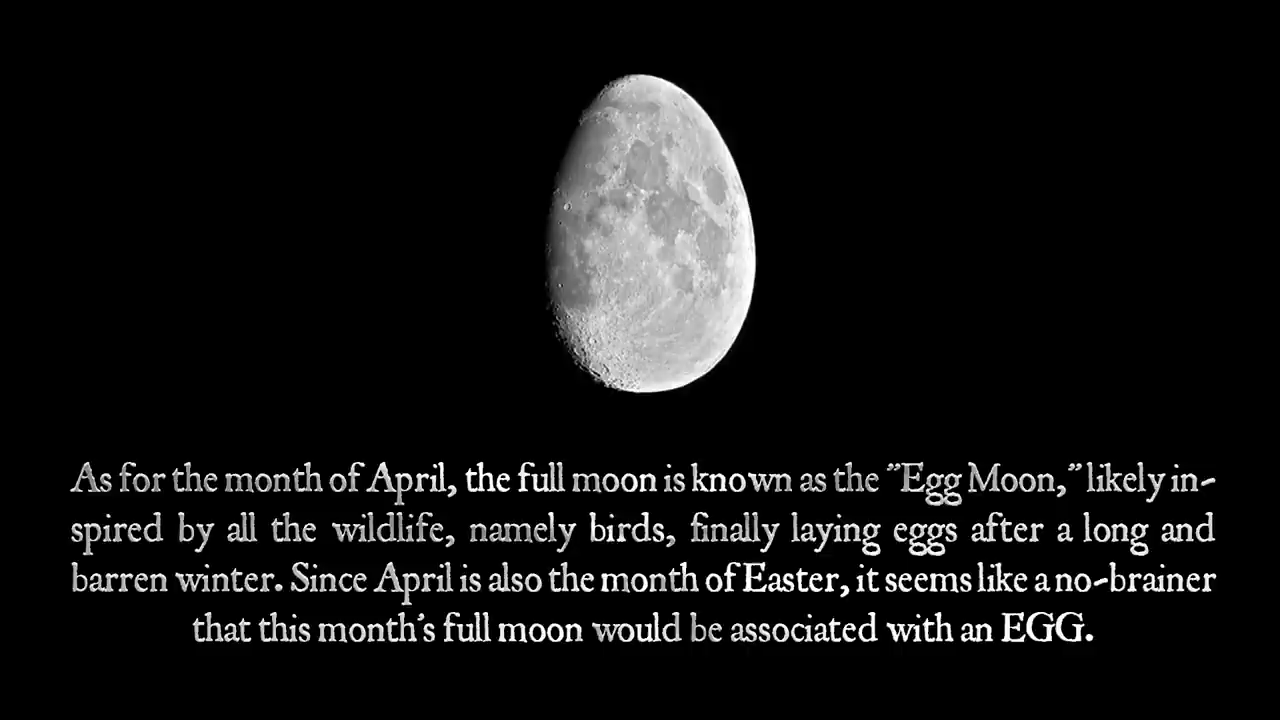 As for the month of April, the full moon is known as the "Egg Moon," likely in-
spired by all the wildlife, namely birds, finally laying eggs after a long and
barren winter. Since April is also the month of Easter, it seems like a no-brainer
that this month's full moon would be associated with an EGG.